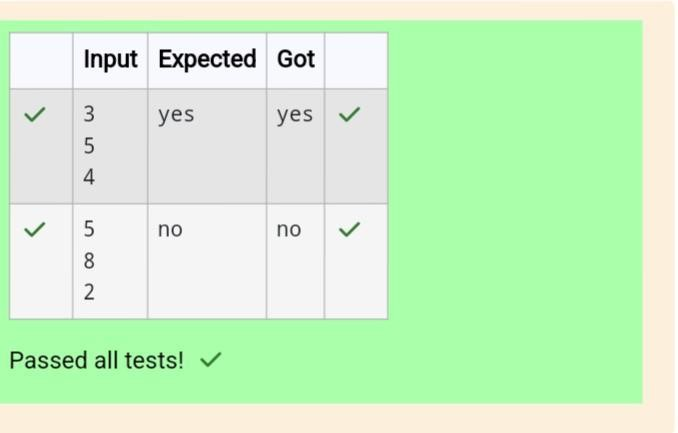 Input Expected Got
3 yes yes
5
4
5 no no
8
2
Passed all tests!